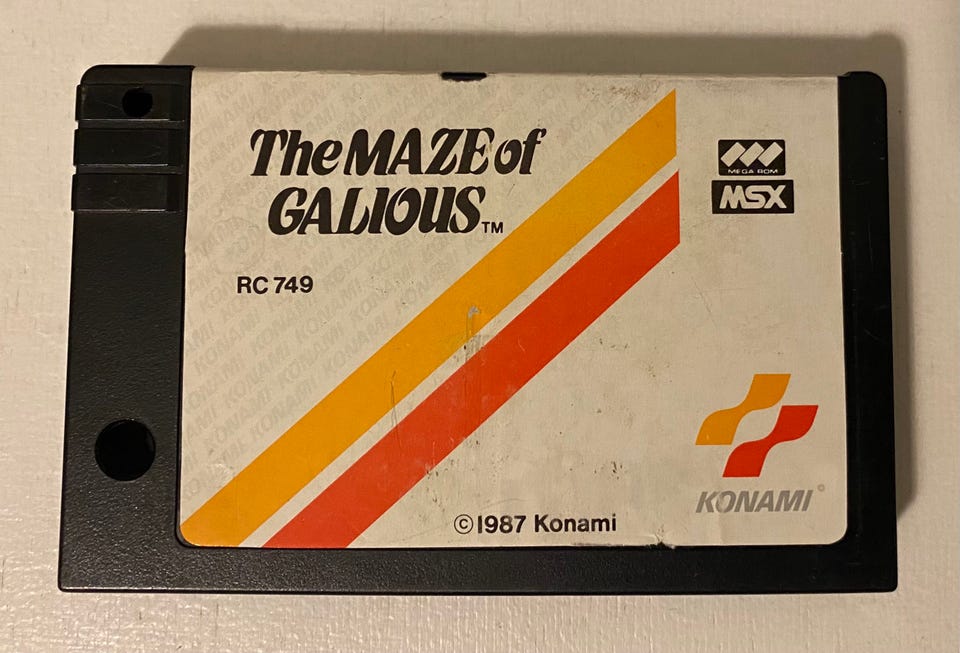 The MAZE of
GALIOUS™
RC 749
MEGA ROM
MSX
KONAMI®
©1987 Konami